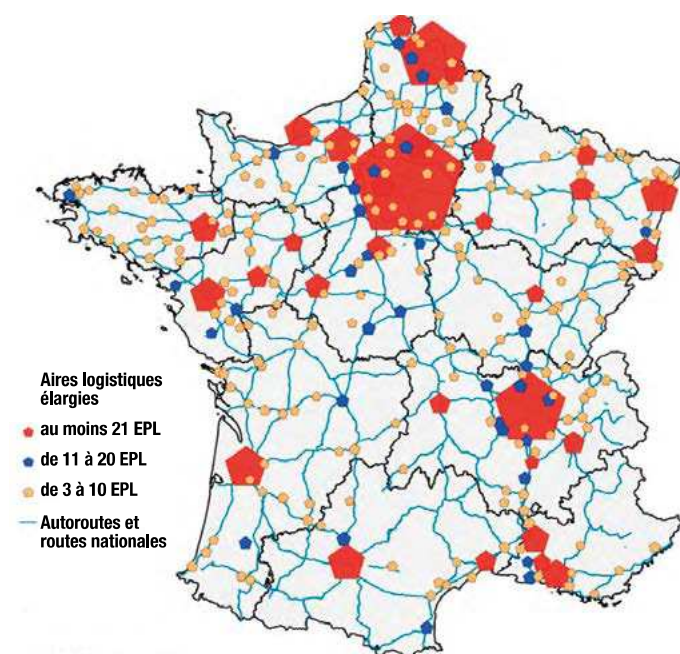 Aires logistiques
élargies
au moins 21 EPL
de 11 à 20 EPL
de 3 à 10 EPL
Autoroutes et
routes nationales